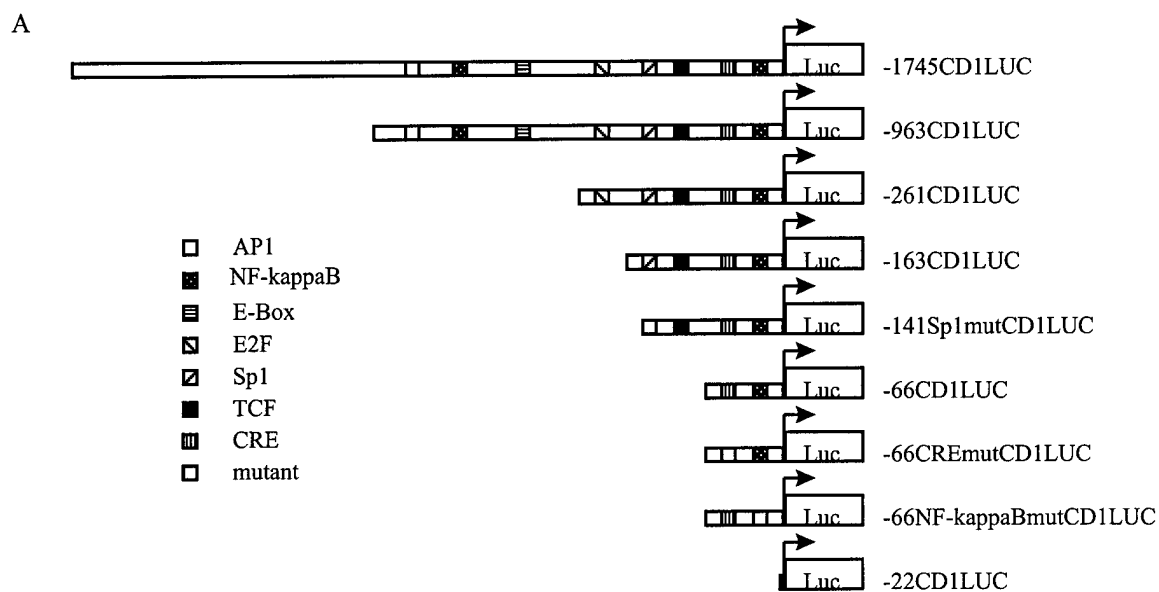 A
Luc -1745CD1LUC
Luc -963CD1LUC
Luc -261CD1LUC
Luc -163CD1LUC
Luc -141Sp1mutCD1LUC
Luc -66CD1LUC
Luc -66CREmutCD1LUC
Luc -66NF-kappaBmutCD1LUC
Luc -22CD1LUC
AP1
NF-kappaB
E-Box
E2F
Sp1
TCF
CRE
mutant